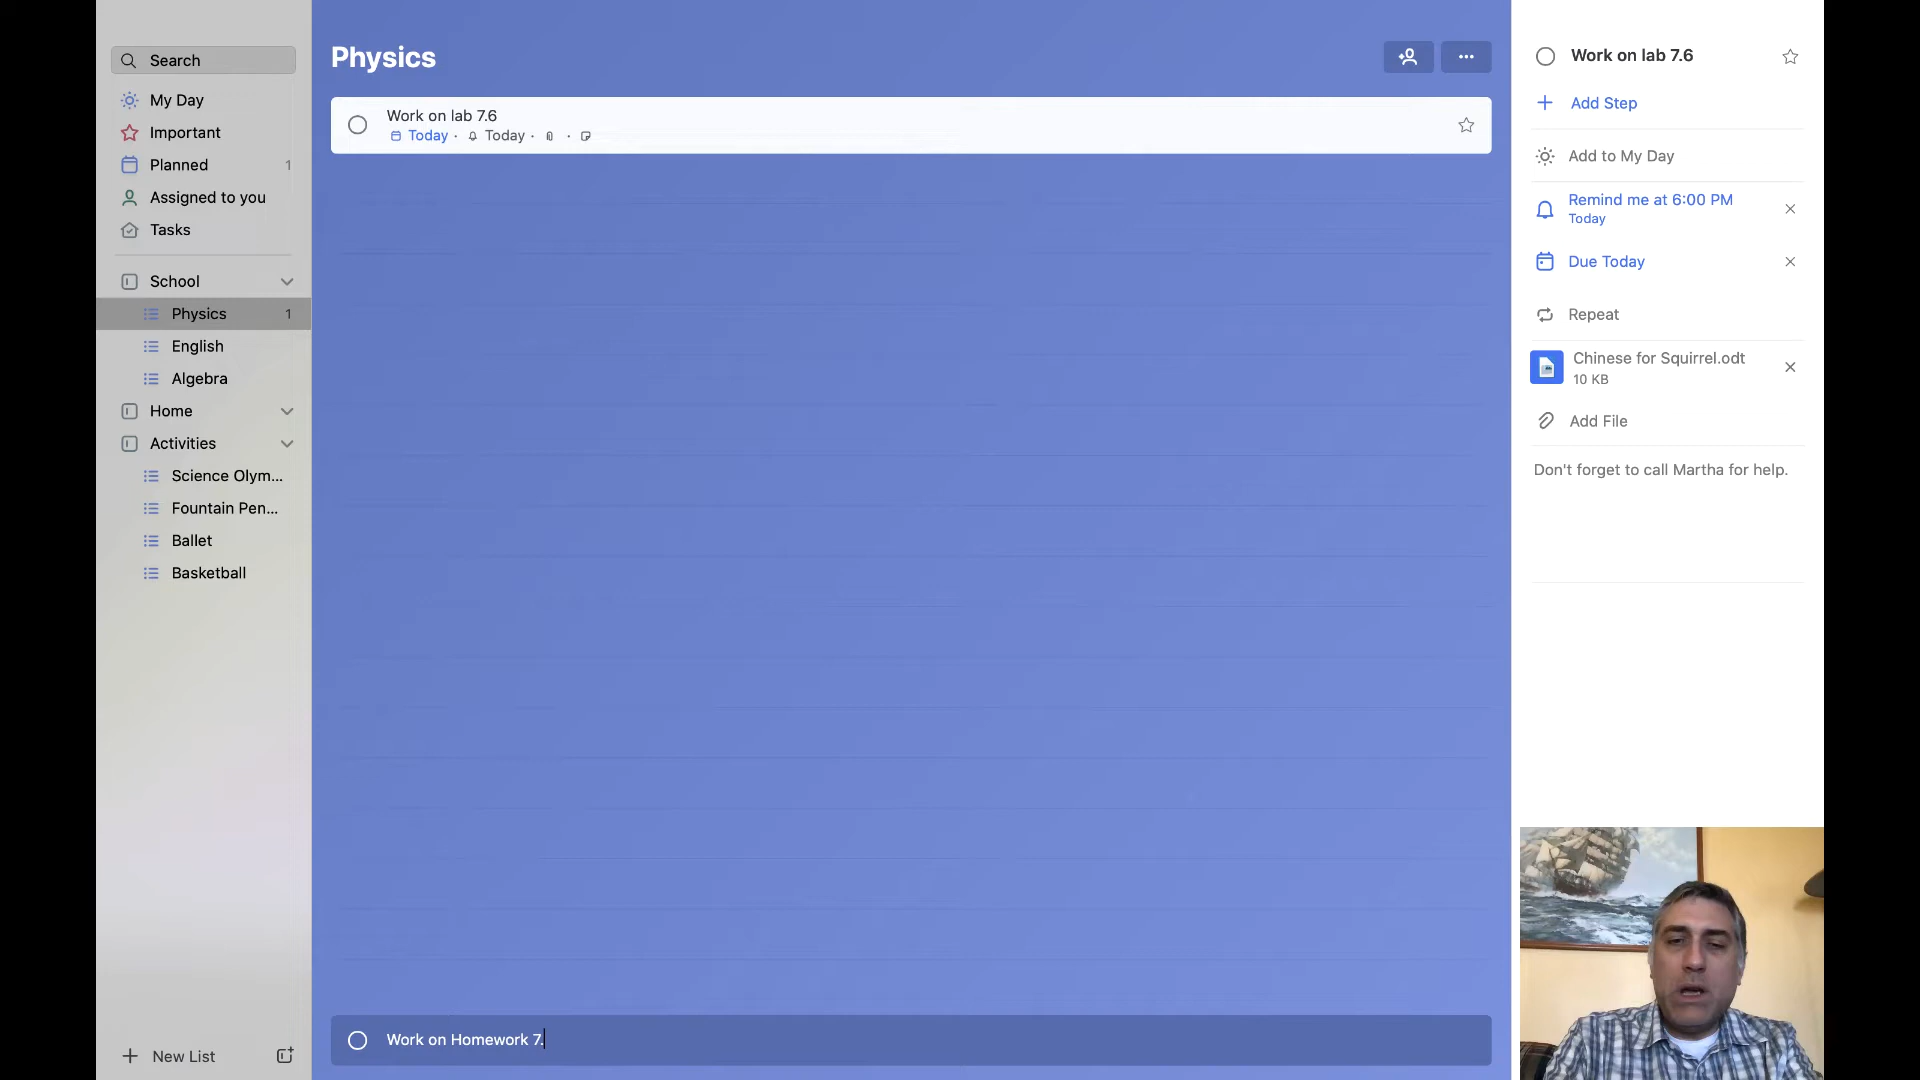 Search
My Day
Important
Planned 1
Assigned to you
Tasks
School
Physics 1
English
Algebra
Home
Activities
Science Olym...
Fountain Pen...
Ballet
Basketball
New List
Physics
Work on lab 7.6
Today · Today · ·
Work on Homework 7.
Work on lab 7.6
Add Step
Add to My Day
Remind me at 6:00 PM
Today
Due Today
Repeat
Chinese for Squirrel.odt
10 KB
Add File
Don't forget to call Martha for help.